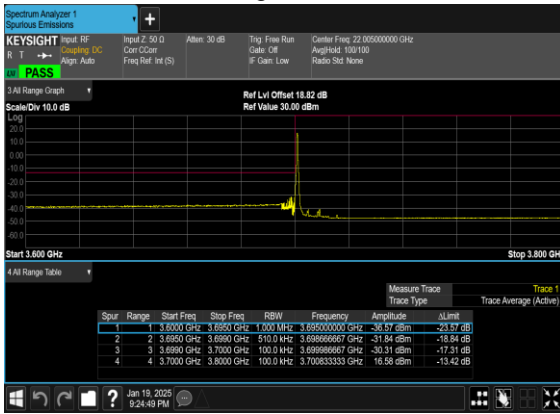 Spectrum Analyzer 1
Spurious Emissions
KEYSIGHT Input: RF Input Z: 50 Ω Atten: 30 dB Trig: Free Run Center Freq: 22.005000000 GHz
R T Coupling: DC Corr CCorr Gate: Off Avg|Hold: 100/100
Align: Auto Freq Ref: Int (S) IF Gain: Low Radio Std: None
PASS
3 All Range Graph
Ref Lvl Offset 18.82 dB
Scale/Div 10.0 dB Ref Value 30.00 dBm
Log
20.0
10.0
0.00
-10.0
-20.0
-30.0
-40.0
-50.0
-60.0
Start 3.600 GHz Stop 3.800 GH
4 All Range Table
Measure Trace Trace 1
Trace Type Trace Average (Active)
Spur Range Start Freq Stop Freq RBW Frequency Amplitude ΔLimit
1 1 3.6000 GHz 3.6950 GHz 1.000 MHz 3.695000000 GHz -36.57 dBm -23.57 dB
2 2 3.6950 GHz 3.6990 GHz 510.0 kHz 3.698666667 GHz -31.84 dBm -18.84 dB
3 3 3.6990 GHz 3.7000 GHz 100.0 kHz 3.699986667 GHz -30.31 dBm -17.31 dB
4 4 3.7000 GHz 3.8000 GHz 100.0 kHz 3.700833333 GHz 16.58 dBm -13.42 dB
? Jan 19, 2025
9:24:49 PM